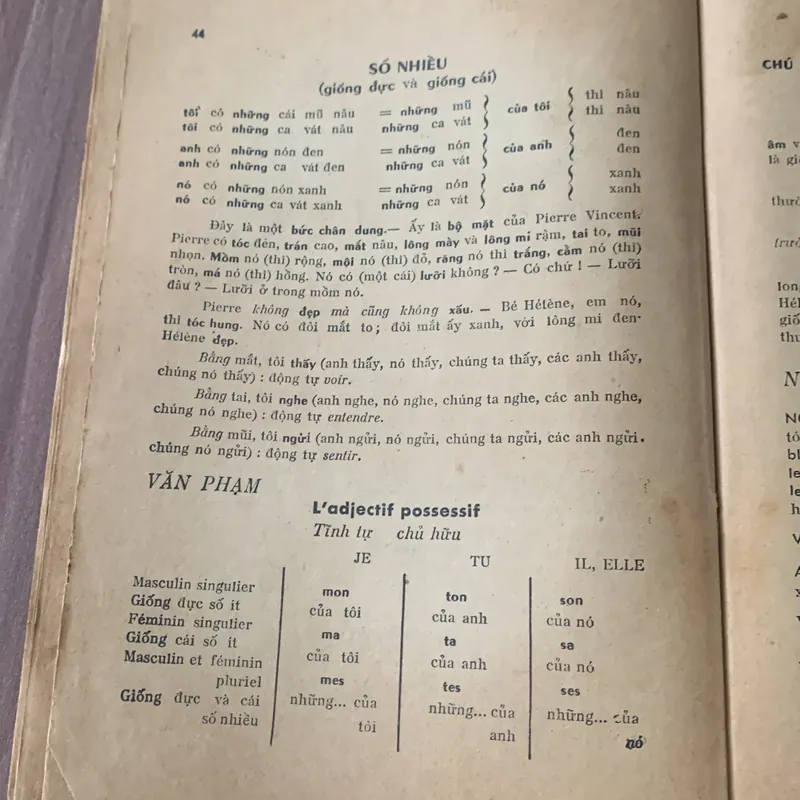 44
SỐ NHIỀU
(giống đực và giống cái)
tôi có những cái mũ nâu = những mũ của tôi thì nâu
tôi có những ca vát nâu những ca vát thì nâu
anh có những nón đen = những nón của anh đen
anh có những ca vát đen những ca vát đen
nó có những nón xanh = những nón của nó xanh
nó có những ca vát xanh những ca vát xanh
Đây là một bức chân dung.— Ấy là bộ mặt của Pierre Vincent.
Pierre có tóc đen, trán cao, mắt nâu, lông mày và lông mi rậm, tai to, mũi
nhọn. Mồm nó (thì) rộng, môi nó (thì) đỏ, răng nó thì trắng, cằm nó (thì)
tròn, má nó (thì) hồng. Nó có (một cái) lưỡi không ? — Có chứ ! — Lưỡi
đâu ? — Lưỡi ở trong mồm nó.
Pierre không đẹp mà cũng không xấu. — Bé Hélène, em nó,
thì tóc hung. Nó có đôi mắt to ; đôi mắt ấy xanh, với lông mi đen.
Hélène đẹp.
Bằng mắt, tôi thấy (anh thấy, nó thấy, chúng ta thấy, các anh thấy,
chúng nó thấy) : động tự voir.
Bằng tai, tôi nghe (anh nghe, nó nghe, chúng ta nghe, các anh nghe,
chúng nó nghe) : động tự entendre.
Bằng mũi, tôi ngửi (anh ngửi, nó ngửi, chúng ta ngửi, các anh ngửi.
chúng nó ngửi) : động tự sentir.
VĂN PHẠM
L'adjectif possessif
Tĩnh tự chủ hữu
JE TU IL, ELLE
Masculin singulier mon ton son
Giống đực số ít của tôi của anh của nó
Féminin singulier ma ta sa
Giống cái số ít của tôi của anh của nó
Masculin et féminin
pluriel mes tes ses
Giống đực và cái những... của những... của những... của
số nhiều tôi anh nó
CHÚ
âm v
là gi
thườ
trướ
lon
Hél
giố
thư
N
tó
bl
le
le
h
V
A
x